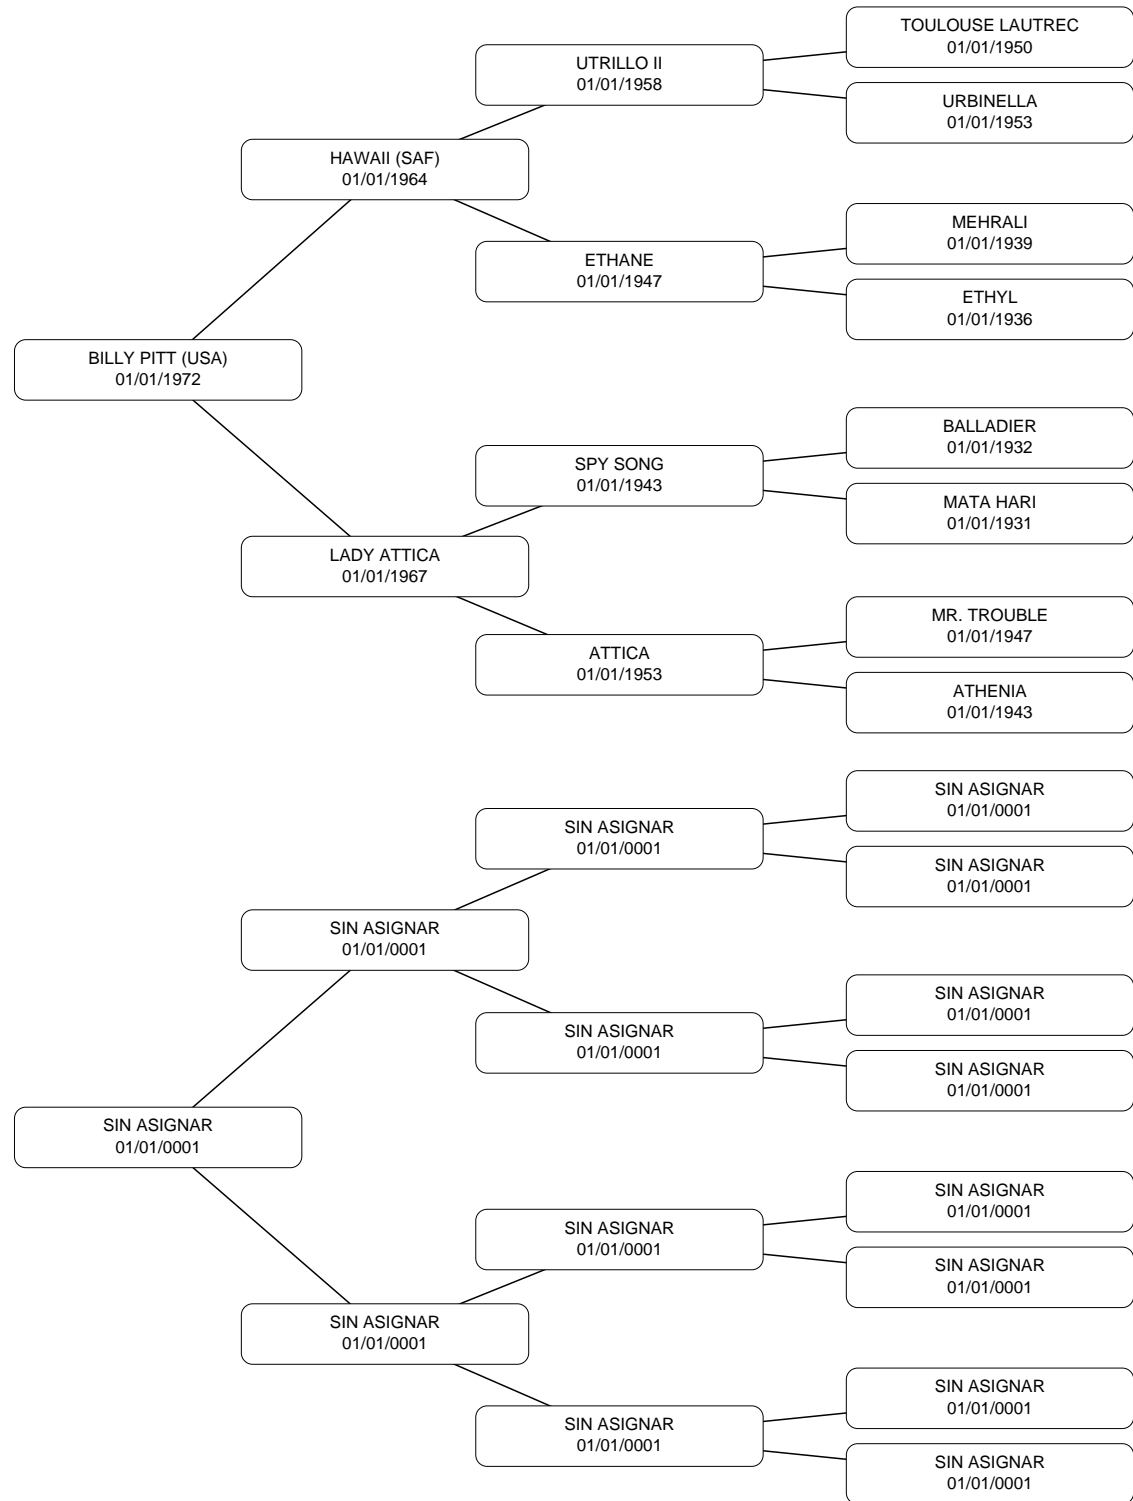 TOULOUSE LAUTREC
01/01/1950
UTRILLO II
01/01/1958
URBINELLA
01/01/1953
HAWAII (SAF)
01/01/1964
MEHRALI
01/01/1939
ETHANE
01/01/1947
ETHYL
01/01/1936
BILLY PITT (USA)
01/01/1972
BALLADIER
01/01/1932
SPY SONG
01/01/1943
MATA HARI
01/01/1931
LADY ATTICA
01/01/1967
MR. TROUBLE
01/01/1947
ATTICA
01/01/1953
ATHENIA
01/01/1943
SIN ASIGNAR
01/01/0001
SIN ASIGNAR
01/01/0001
SIN ASIGNAR
01/01/0001
SIN ASIGNAR
01/01/0001
SIN ASIGNAR
01/01/0001
SIN ASIGNAR
01/01/0001
SIN ASIGNAR
01/01/0001
SIN ASIGNAR
01/01/0001
SIN ASIGNAR
01/01/0001
SIN ASIGNAR
01/01/0001
SIN ASIGNAR
01/01/0001
SIN ASIGNAR
01/01/0001
SIN ASIGNAR
01/01/0001
SIN ASIGNAR
01/01/0001
SIN ASIGNAR
01/01/0001